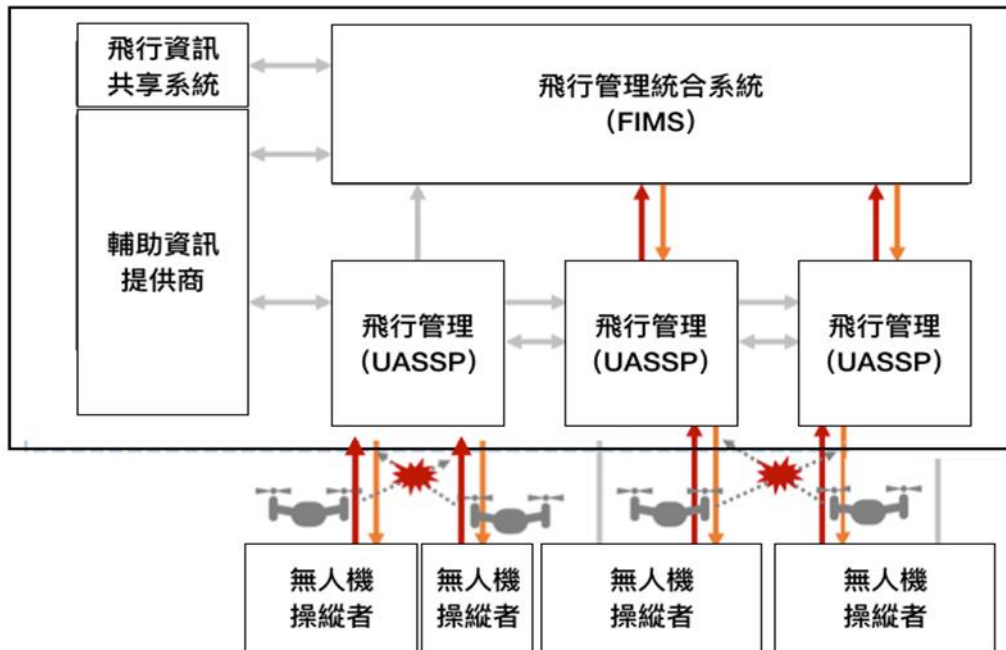 飛行資訊
共享系統
飛行管理統合系統
（FIMS）
輔助資訊
提供商
飛行管理
（UASSP）
飛行管理
（UASSP）
飛行管理
（UASSP）
無人機
操縱者
無人機
操縱者
無人機
操縱者
無人機
操縱者